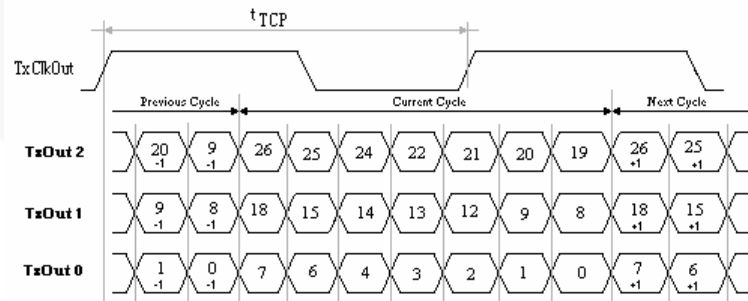 tTCP
TxClkOut
Previous Cycle Current Cycle Next Cycle
TxOut 2 20 -1 9 -1 26 25 24 22 21 20 19 26 +1 25 +1
TxOut 1 9 -1 8 -1 18 15 14 13 12 9 8 18 +1 15 +1
TxOut 0 1 -1 0 -1 7 6 4 3 2 1 0 7 +1 6 +1